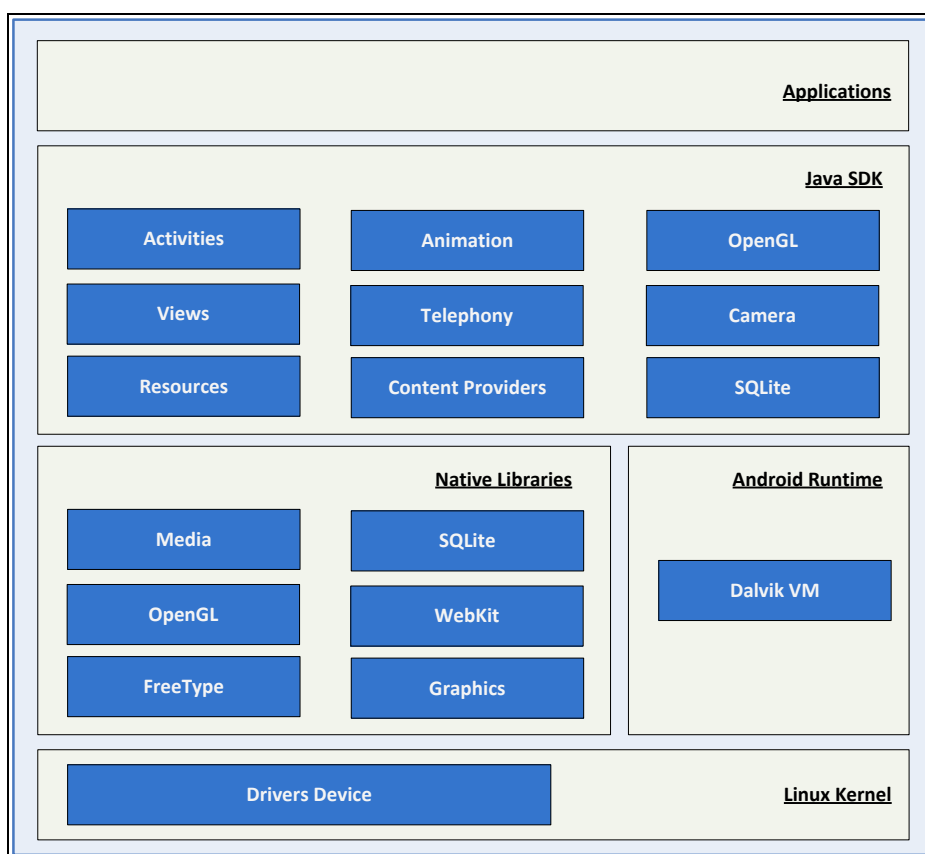 Applications
Java SDK
Activities
Animation
OpenGL
Views
Telephony
Camera
Resources
Content Providers
SQLite
Native Libraries
Media
SQLite
OpenGL
WebKit
FreeType
Graphics
Android Runtime
Dalvik VM
Drivers Device
Linux Kernel